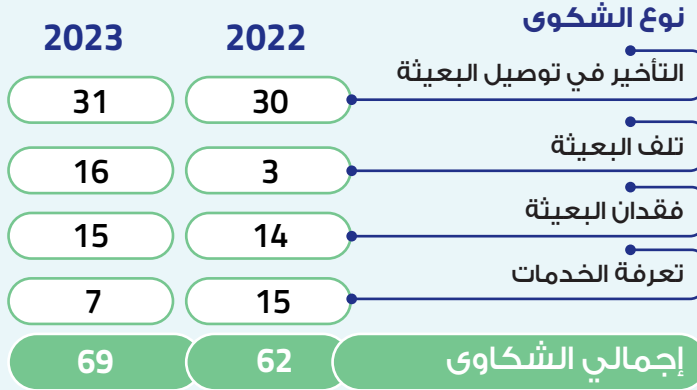 نوع الشكوى 2022 2023
التأخير في توصيل البعيثة 30 31
تلف البعيثة 3 16
فقدان البعيثة 14 15
تعرفة الخدمات 15 7
إجمالي الشكاوى 62 69